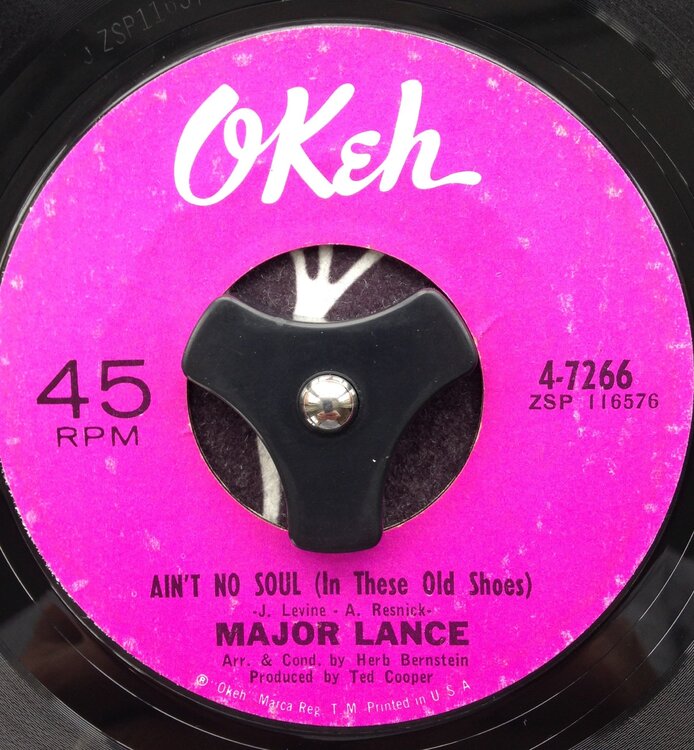 OKeh
45
RPM
4-7266
ZSP 116576
AIN'T NO SOUL (In These Old Shoes)
-J. Levine - A. Resnick-
MAJOR LANCE
Arr. & Cond. by Herb Bernstein
Produced by Ted Cooper
℗ "Okeh" Marca Reg. T M Printed in U S A